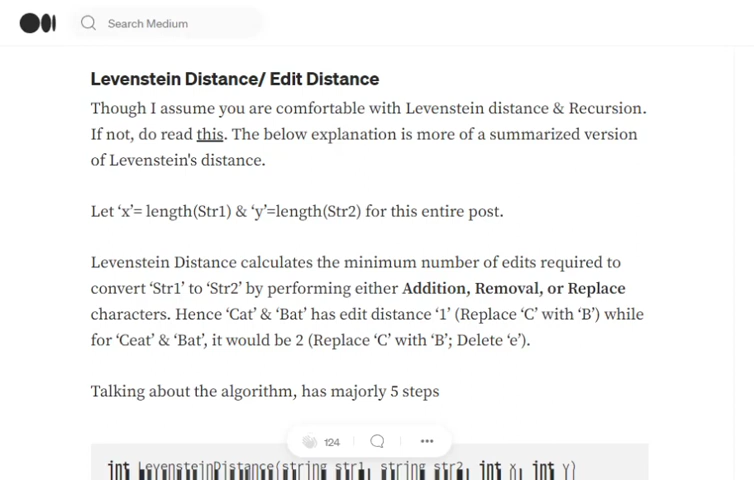 Search Medium
Levenstein Distance/ Edit Distance
Though I assume you are comfortable with Levenstein distance & Recursion.
If not, do read this. The below explanation is more of a summarized version
of Levenstein's distance.
Let ‘x’= length(Str1) & ‘y’=length(Str2) for this entire post.
Levenstein Distance calculates the minimum number of edits required to
convert ‘Str1’ to ‘Str2’ by performing either Addition, Removal, or Replace
characters. Hence ‘Cat’ & ‘Bat’ has edit distance ‘1’ (Replace ‘C’ with ‘B’) while
for ‘Ceat’ & ‘Bat’, it would be 2 (Replace ‘C’ with ‘B’; Delete ‘e’).
Talking about the algorithm, has majorly 5 steps
124
int LevensteinDistance(string str1, string str2, int x, int y)